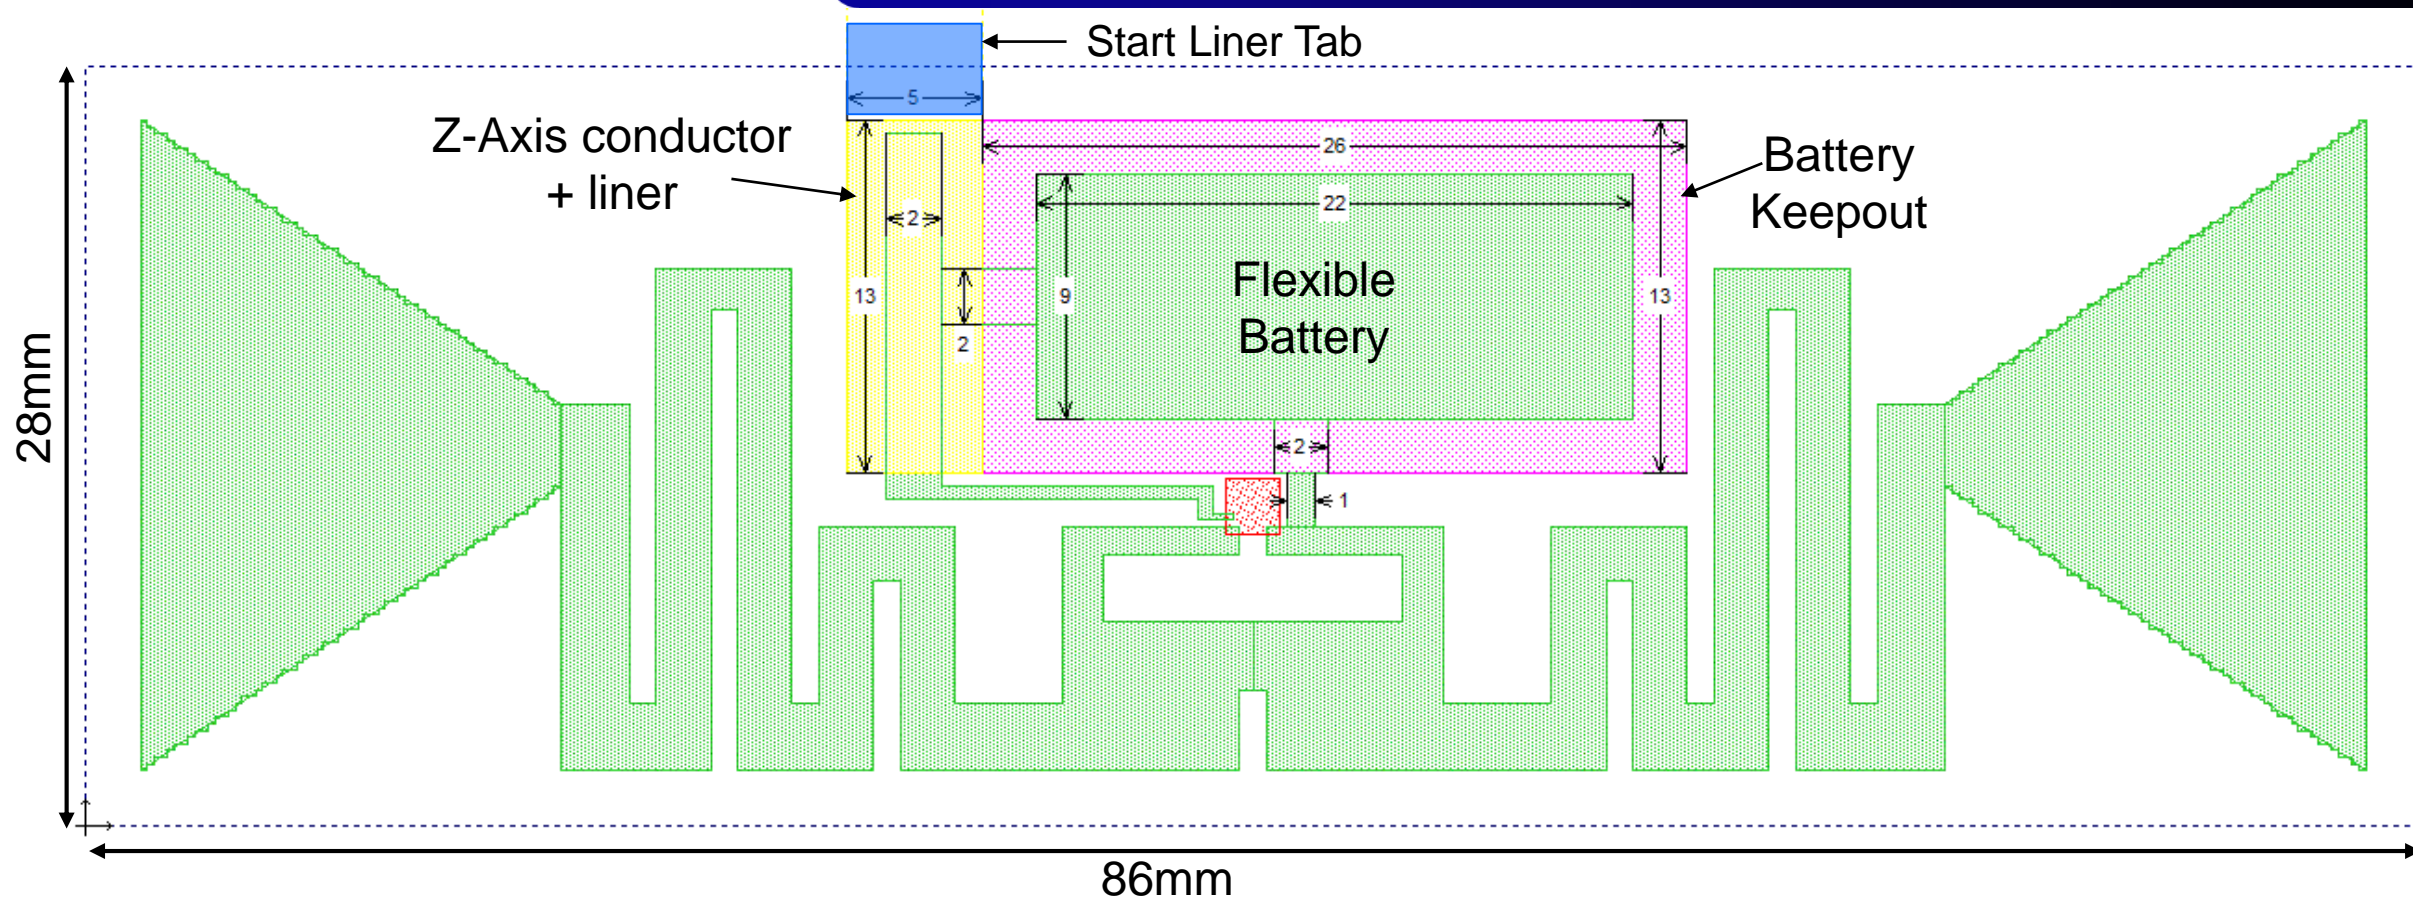 Start Liner Tab
5
Z-Axis conductor
+ liner
26
Battery
Keepout
22
2
Flexible
Battery
13
9
13
2
2
1
28mm
86mm